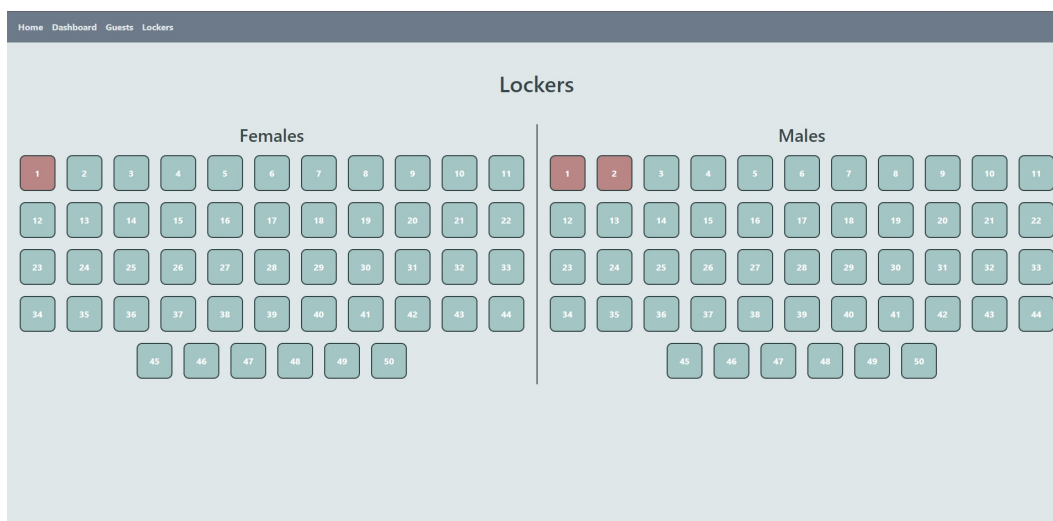 Home Dashboard Guests Lockers
Lockers
Females
1 2 3 4 5 6 7 8 9 10 11
12 13 14 15 16 17 18 19 20 21 22
23 24 25 26 27 28 29 30 31 32 33
34 35 36 37 38 39 40 41 42 43 44
45 46 47 48 49 50
Males
1 2 3 4 5 6 7 8 9 10 11
12 13 14 15 16 17 18 19 20 21 22
23 24 25 26 27 28 29 30 31 32 33
34 35 36 37 38 39 40 41 42 43 44
45 46 47 48 49 50